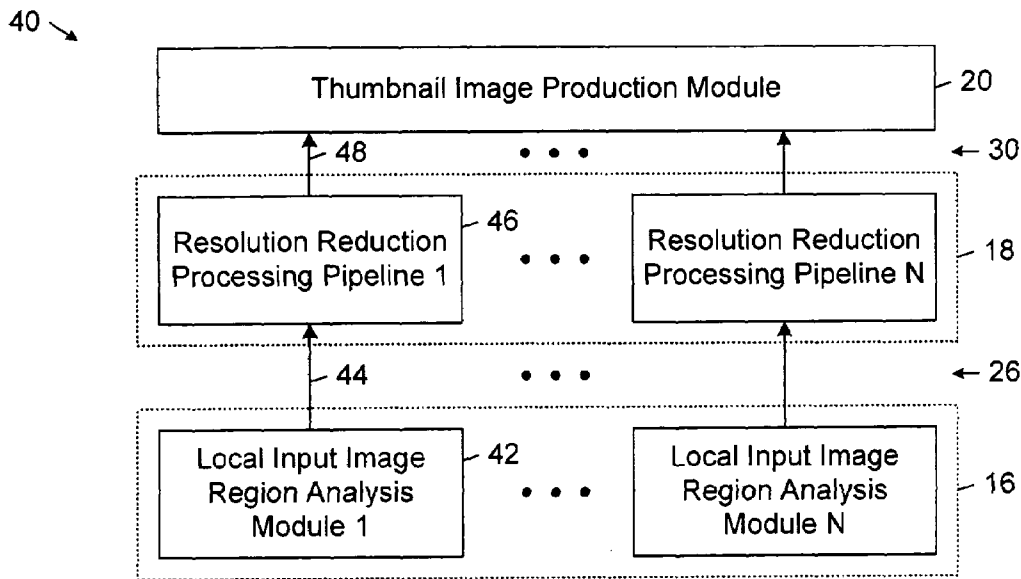 40
Thumbnail Image Production Module
20
48
30
Resolution Reduction
Processing Pipeline 1
46
Resolution Reduction
Processing Pipeline N
18
44
26
Local Input Image
Region Analysis
Module 1
42
Local Input Image
Region Analysis
Module N
16